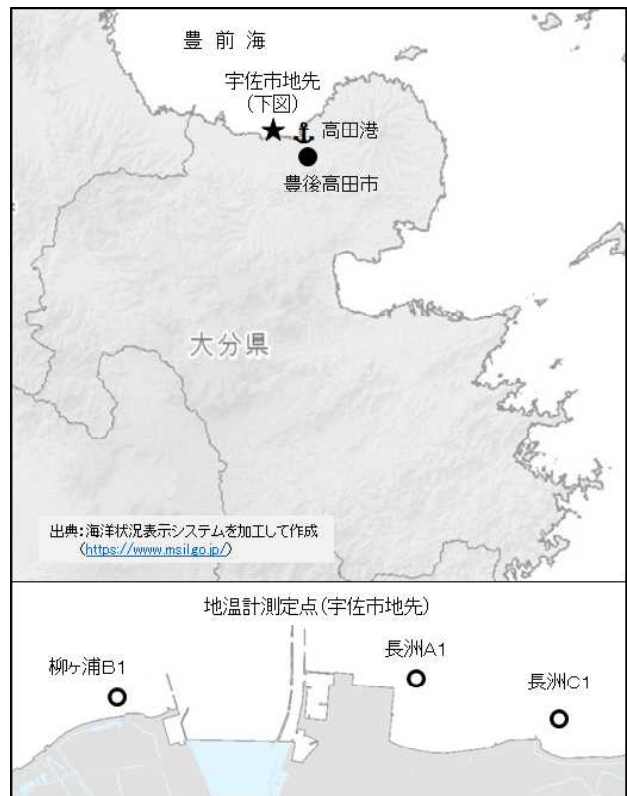 豊前海
宇佐市地先
(下図)
高田港
豊後高田市
大分県
出典:海洋状況表示システムを加工して作成
(https://www.msil.go.jp/)
地温計測定点(宇佐市地先)
長洲A1
柳ヶ浦B1
長洲C1